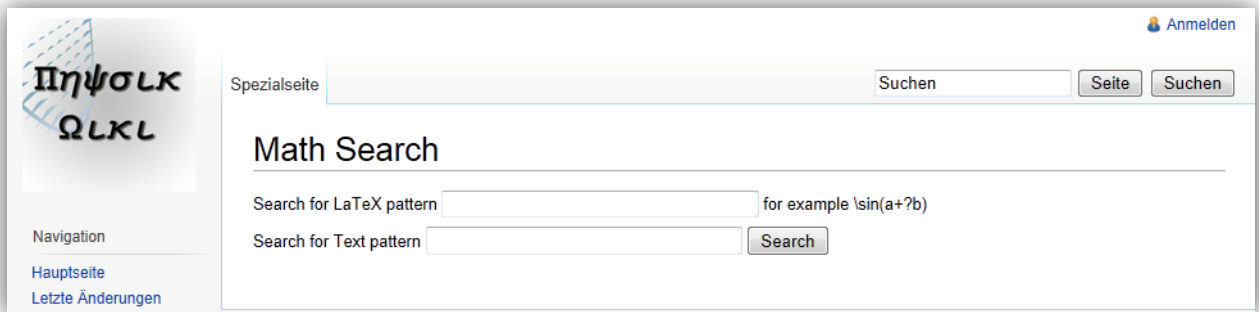 Anmelden
Πηψσικ
Ωικι
Spezialseite
Suchen Seite Suchen
Math Search
Search for LaTeX pattern for example \sin(a+?b)
Search for Text pattern Search
Navigation
Hauptseite
Letzte Änderungen